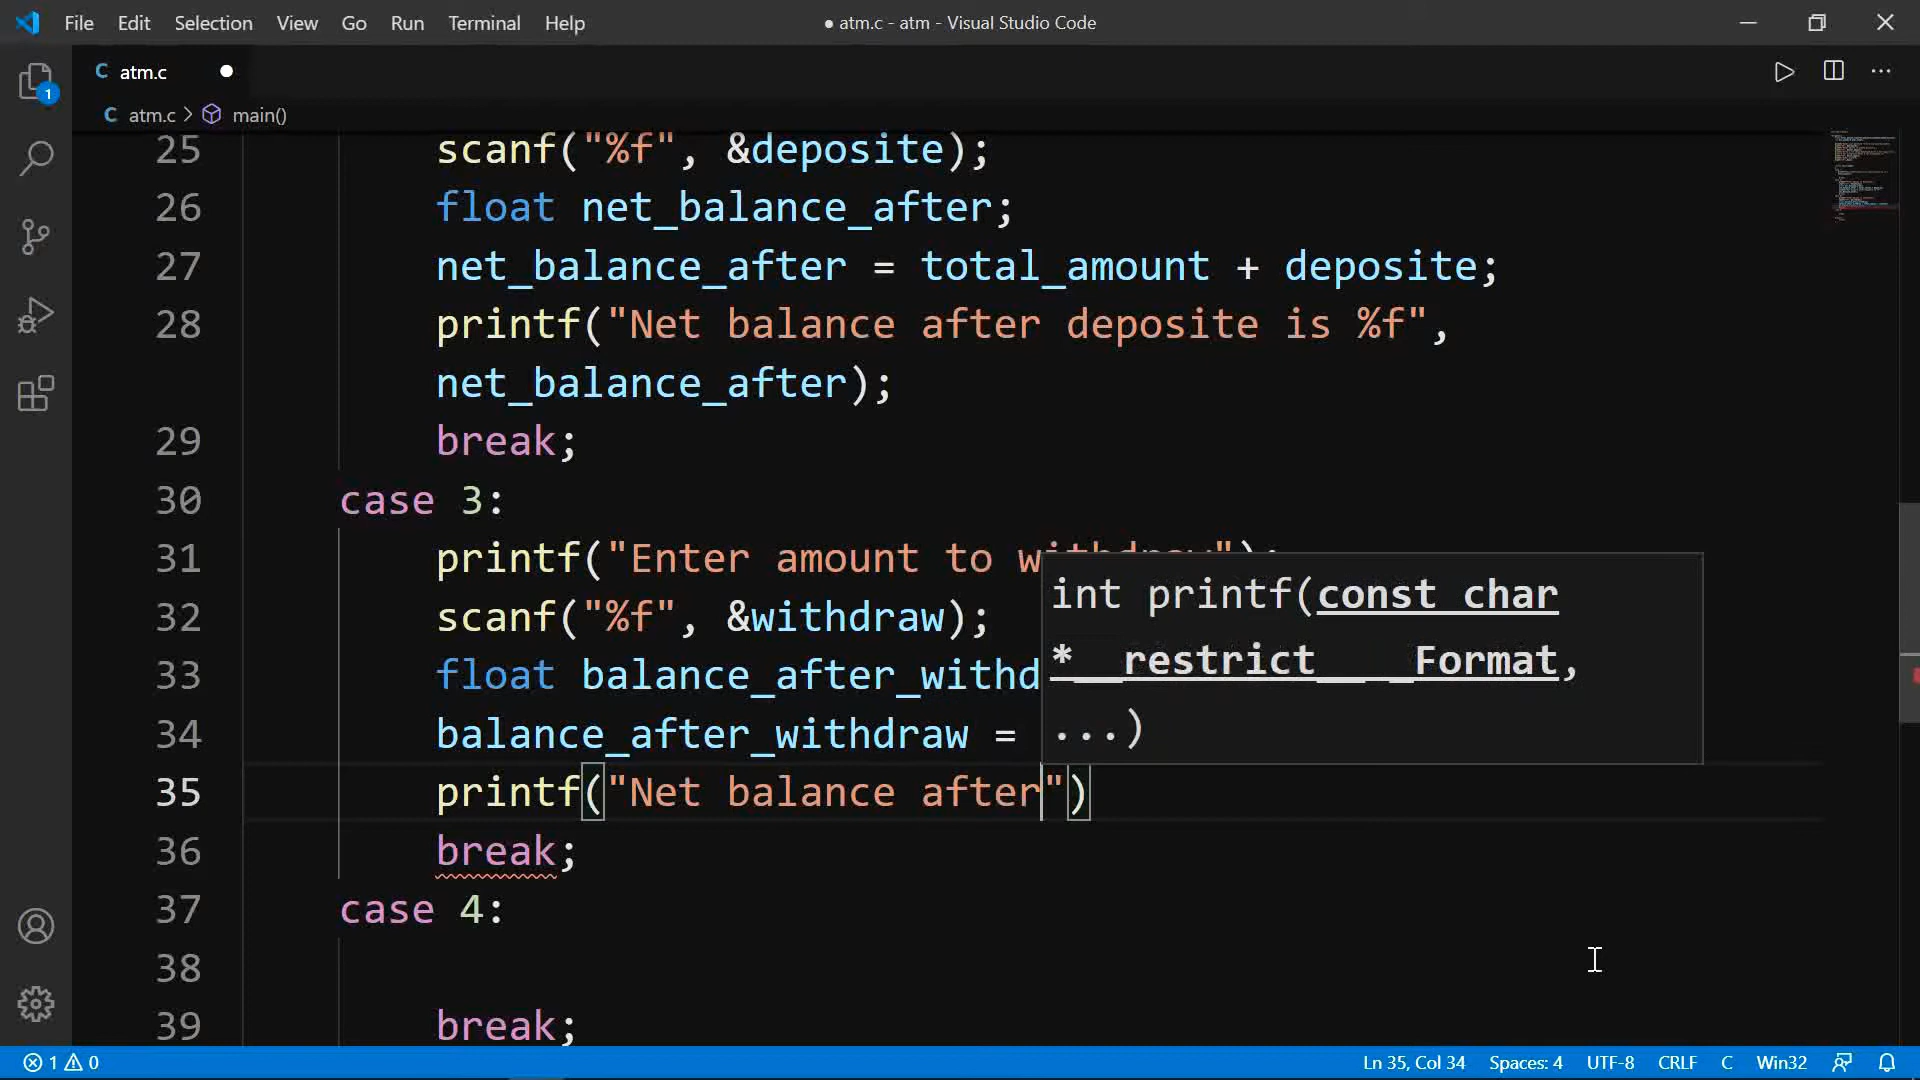 File Edit Selection View Go Run Terminal Help
● atm.c - atm - Visual Studio Code
1
C atm.c ●
C atm.c > main()
25 scanf("%f", &deposite);
26 float net_balance_after;
27 net_balance_after = total_amount + deposite;
28 printf("Net balance after deposite is %f",
net_balance_after);
29 break;
30 case 3:
31 printf("Enter amount to withdraw");
32 scanf("%f", &withdraw);
33 float balance_after_withd
34 balance_after_withdraw =
int printf(const char
*__restrict___Format,
...)
35 printf("Net balance after")
36 break;
37 case 4:
38
39 break;
1 0
Ln 35, Col 34 Spaces: 4 UTF-8 CRLF C Win32